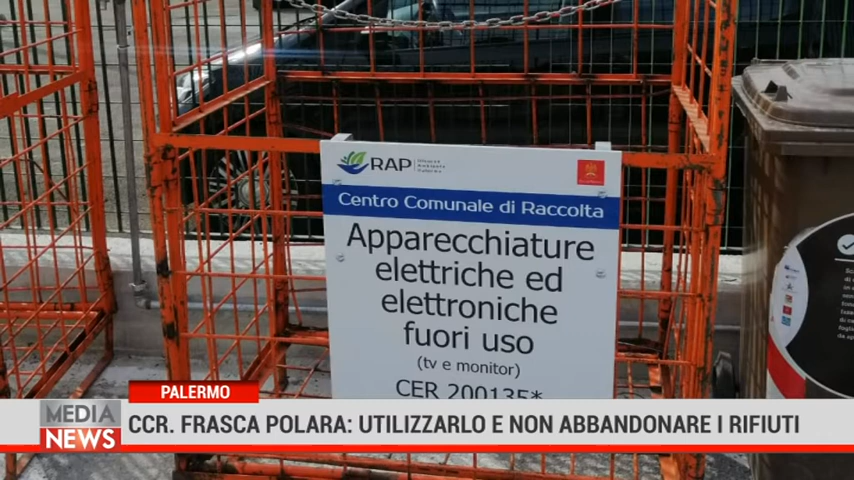 RAP
Centro Comunale di Raccolta
Apparecchiature
elettriche ed
elettroniche
fuori uso
(tv e monitor)
CER 200135*
PALERMO
MEDIA
NEWS
CCR. FRASCA POLARA: UTILIZZARLO E NON ABBANDONARE I RIFIUTI